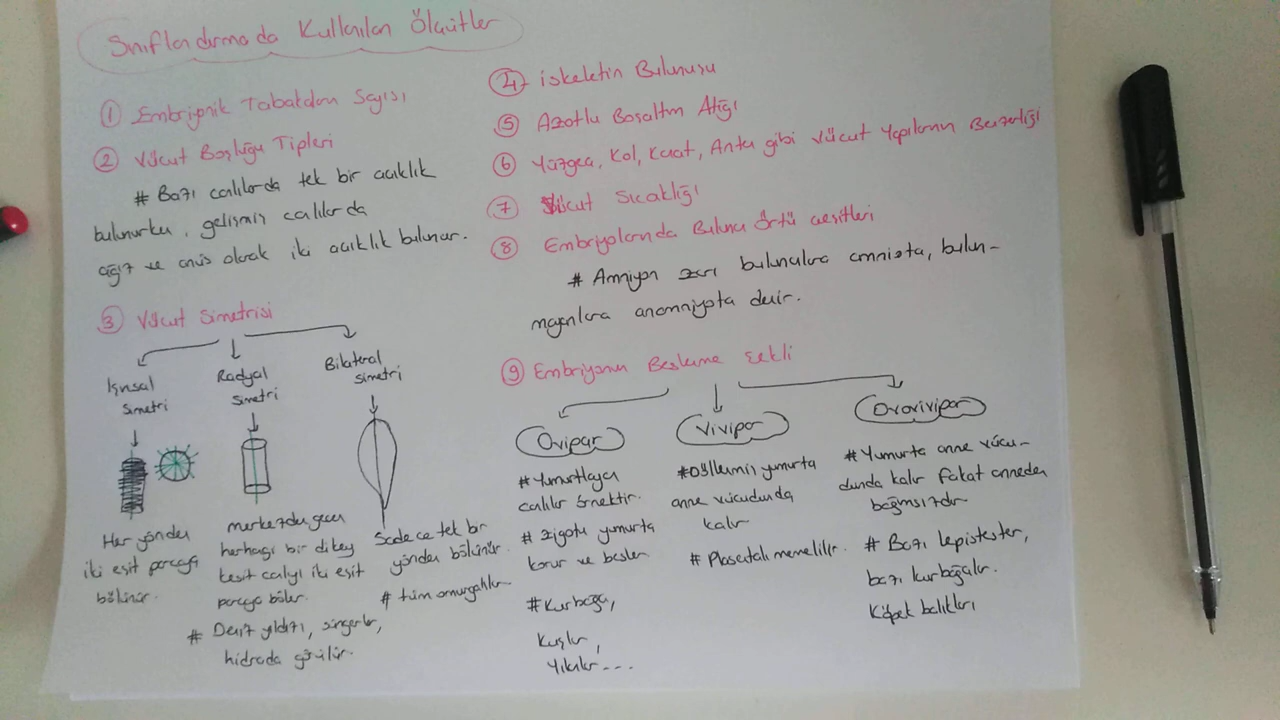 Sınıflandırmada Kullanılan Ölçütler
① Embriyonik Tabakaların Sayısı
② Vücut Boşluğu Tipleri
# Bazı canlılarda tek bir açıklık
bulunurken, gelişmiş canlılarda
ağız ve anüs olarak iki açıklık bulunur.
③ Vücut Simetrisi
Işınsal
Simetri
Her yönden
iki eşit parçaya
bölünür.
Radyal
Simetri
merkezden geçen
herhangi bir dikey
kesit canlıyı iki eşit
parçaya böler.
# Deniz yıldızı, süngerler,
hidrada görülür.
Bilateral
Simetri
Sadece tek bir
yönden bölünür.
# tüm omurgalılar
④ İskeletin Bulunuşu
⑤ Azotlu Boşaltım Atığı
⑥ Yüzgeç, Kol, Kanat, Anten gibi Vücut Yapılarının Benzerliği
⑦ Vücut Sıcaklığı
⑧ Embriyolarında Bulunan Örtü çeşitleri
# Amniyon zarı bulunanlara amniota, bulun-
mayanlara anamniyota denir.
⑨ Embriyonun Beslenme Şekli
Ovipar
# Yumurtlayan
canlılar örnektir.
# zigotu yumurta
korur ve besler
# Kurbağa,
Kuşlar,
Yılanlar ...
Vivipar
# Döllenmiş yumurta
anne vücudunda
kalır
# Plasentalı memeliler.
Ovovivipar
# Yumurta anne vücu-
dunda kalır fakat anneden
bağımsızdır
# Bazı lepistesler,
bazı kurbağalar.
Köpek balıkları